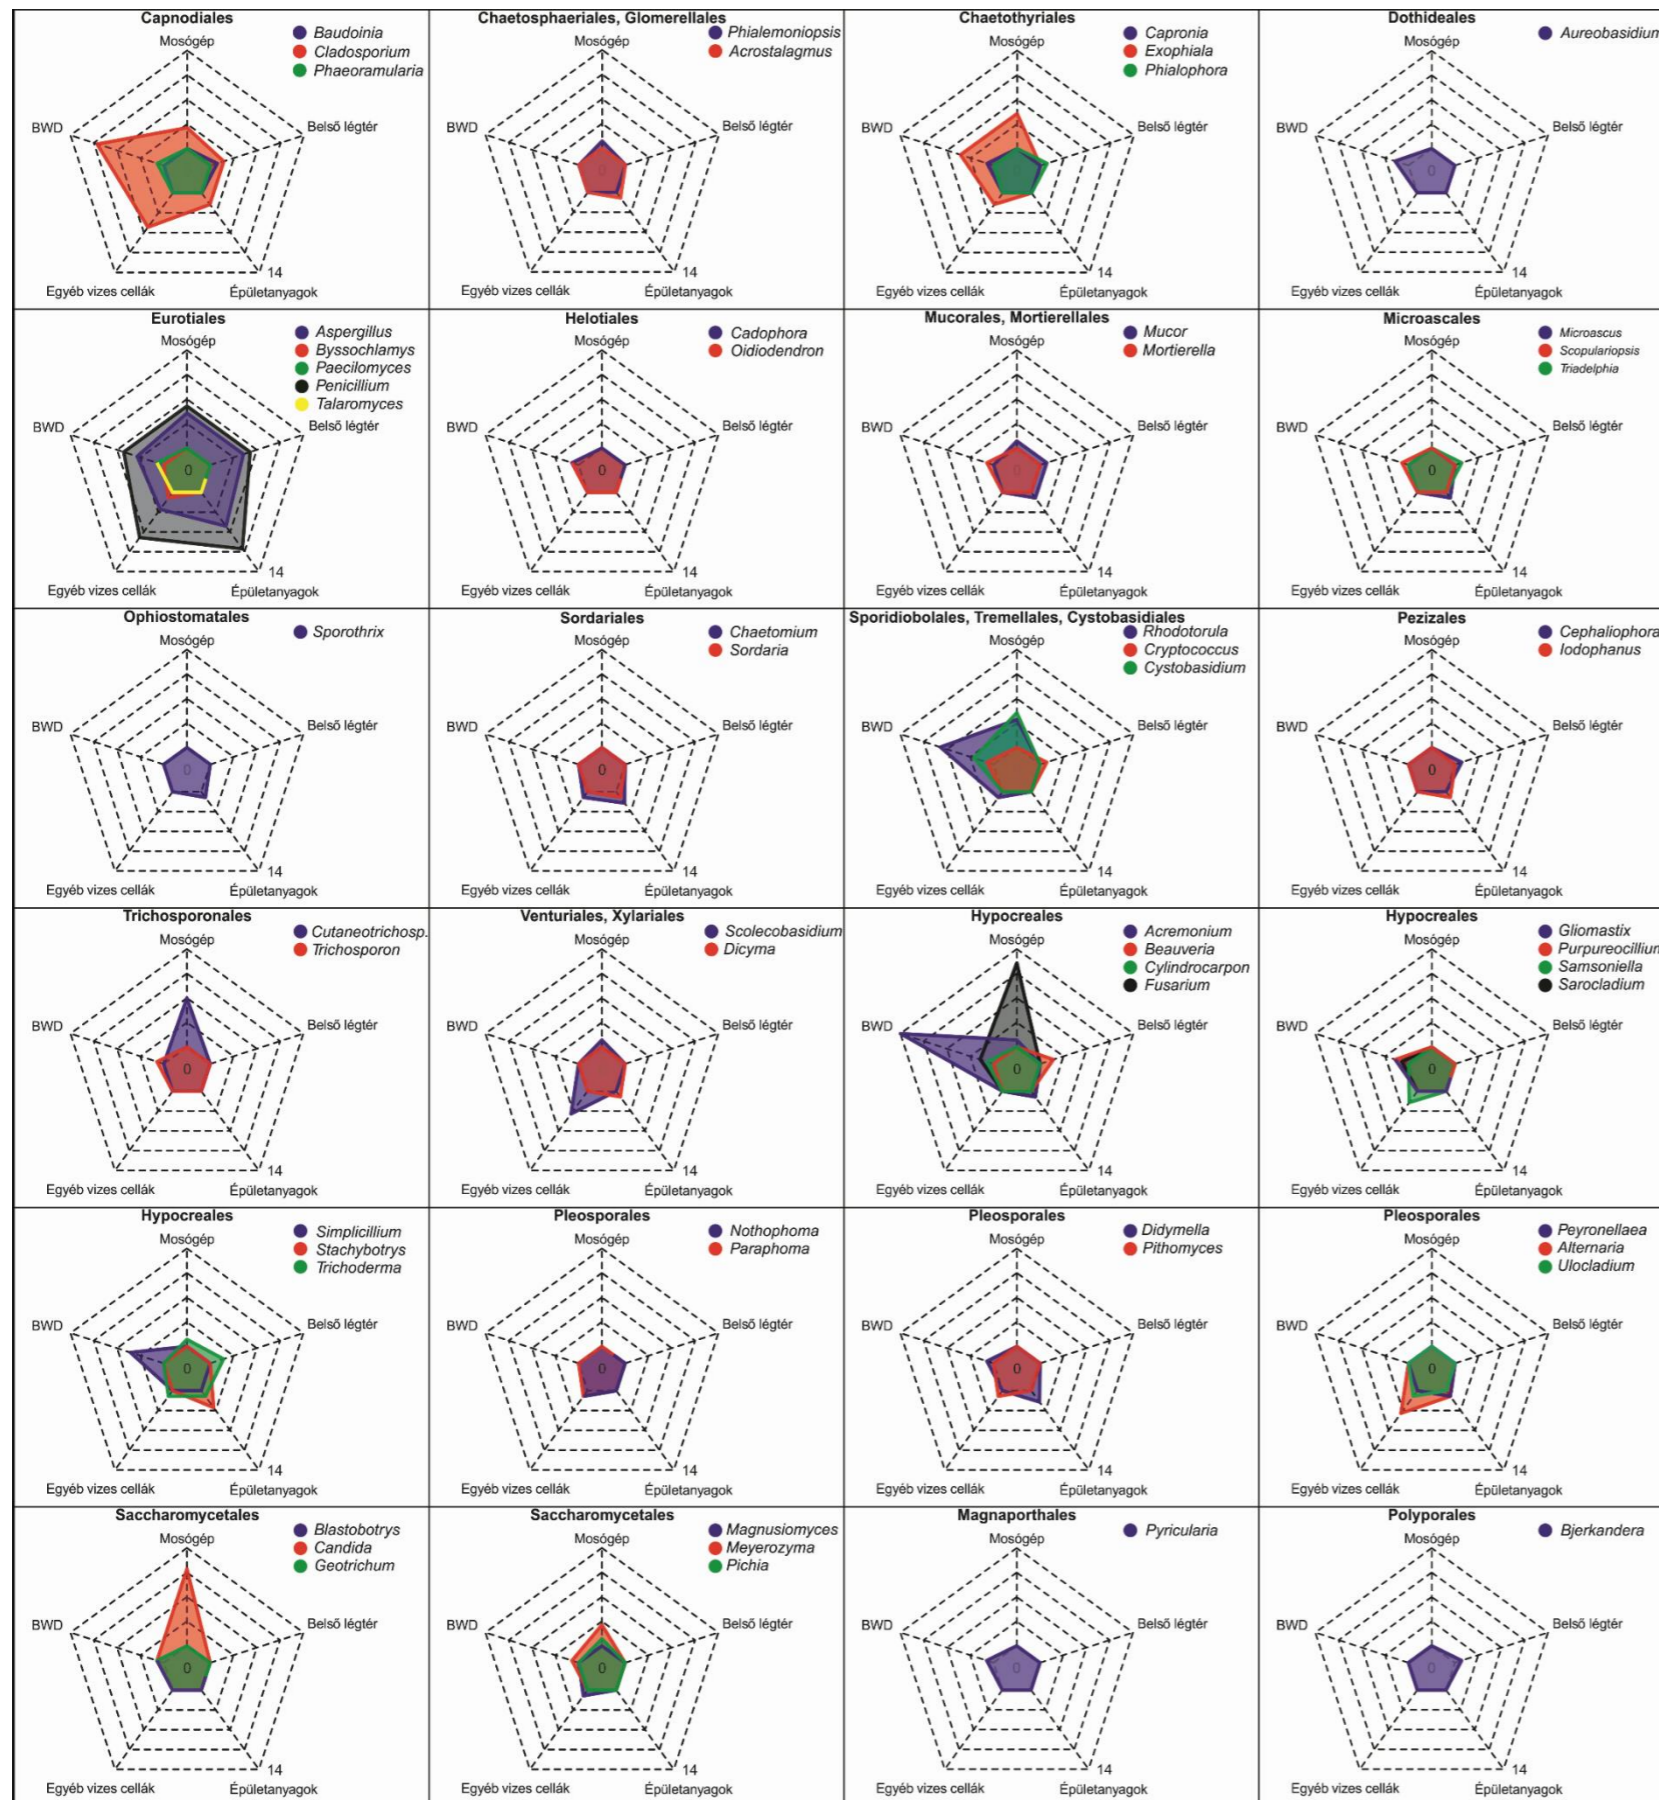 Capnodiales
Baudoinia
Cladosporium
Phaeoramularia
Mosógép
BWD
Belső légtér
14
Egyéb vizes cellák
Épületanyagok
Chaetosphaeriales, Glomerellales
Phialemoniopsis
Acrostalagmus
Mosógép
BWD
Belső légtér
0
14
Egyéb vizes cellák
Épületanyagok
Chaetothyriales
Capronia
Exophiala
Phialophora
Mosógép
BWD
Belső légtér
14
Egyéb vizes cellák
Épületanyagok
Dothideales
Aureobasidium
Mosógép
BWD
Belső légtér
0
14
Egyéb vizes cellák
Épületanyagok
Eurotiales
Aspergillus
Byssochlamys
Paecilomyces
Penicillium
Talaromyces
Mosógép
BWD
Belső légtér
0
14
Egyéb vizes cellák
Épületanyagok
Helotiales
Cadophora
Oidiodendron
Mosógép
BWD
Belső légtér
0
14
Egyéb vizes cellák
Épületanyagok
Mucorales, Mortierellales
Mucor
Mortierella
Mosógép
BWD
Belső légtér
0
14
Egyéb vizes cellák
Épületanyagok
Microascales
Microascus
Scopulariopsis
Triadelphia
Mosógép
BWD
Belső légtér
0
14
Egyéb vizes cellák
Épületanyagok
Ophiostomatales
Sporothrix
Mosógép
BWD
Belső légtér
0
14
Egyéb vizes cellák
Épületanyagok
Sordariales
Chaetomium
Sordaria
Mosógép
BWD
Belső légtér
0
14
Egyéb vizes cellák
Épületanyagok
Sporidiobolales, Tremellales, Cystobasidiales
Rhodotorula
Cryptococcus
Cystobasidium
Mosógép
BWD
Belső légtér
14
Egyéb vizes cellák
Épületanyagok
Pezizales
Cephaliophora
Iodophanus
Mosógép
BWD
Belső légtér
0
14
Egyéb vizes cellák
Épületanyagok
Trichosporonales
Cutaneotrichosp.
Trichosporon
Mosógép
BWD
Belső légtér
14
Egyéb vizes cellák
Épületanyagok
Venturiales, Xylariales
Scolecobasidium
Dicyma
Mosógép
BWD
Belső légtér
14
Egyéb vizes cellák
Épületanyagok
Hypocreales
Acremonium
Beauveria
Cylindrocarpon
Fusarium
Mosógép
BWD
Belső légtér
0
14
Egyéb vizes cellák
Épületanyagok
Hypocreales
Gliomastix
Purpureocillium
Samsoniella
Sarocladium
Mosógép
BWD
Belső légtér
0
14
Egyéb vizes cellák
Épületanyagok
Hypocreales
Simplicillium
Stachybotrys
Trichoderma
Mosógép
BWD
Belső légtér
0
14
Egyéb vizes cellák
Épületanyagok
Pleosporales
Nothophoma
Paraphoma
Mosógép
BWD
Belső légtér
0
14
Egyéb vizes cellák
Épületanyagok
Pleosporales
Didymella
Pithomyces
Mosógép
BWD
Belső légtér
0
14
Egyéb vizes cellák
Épületanyagok
Pleosporales
Peyronellaea
Alternaria
Ulocladium
Mosógép
BWD
Belső légtér
0
14
Egyéb vizes cellák
Épületanyagok
Saccharomycetales
Blastobotrys
Candida
Geotrichum
Mosógép
BWD
Belső légtér
0
14
Egyéb vizes cellák
Épületanyagok
Saccharomycetales
Magnusiomyces
Meyerozyma
Pichia
Mosógép
BWD
Belső légtér
0
14
Egyéb vizes cellák
Épületanyagok
Magnaporthales
Pyricularia
Mosógép
BWD
Belső légtér
0
14
Egyéb vizes cellák
Épületanyagok
Polyporales
Bjerkandera
Mosógép
BWD
Belső légtér
0
14
Egyéb vizes cellák
Épületanyagok